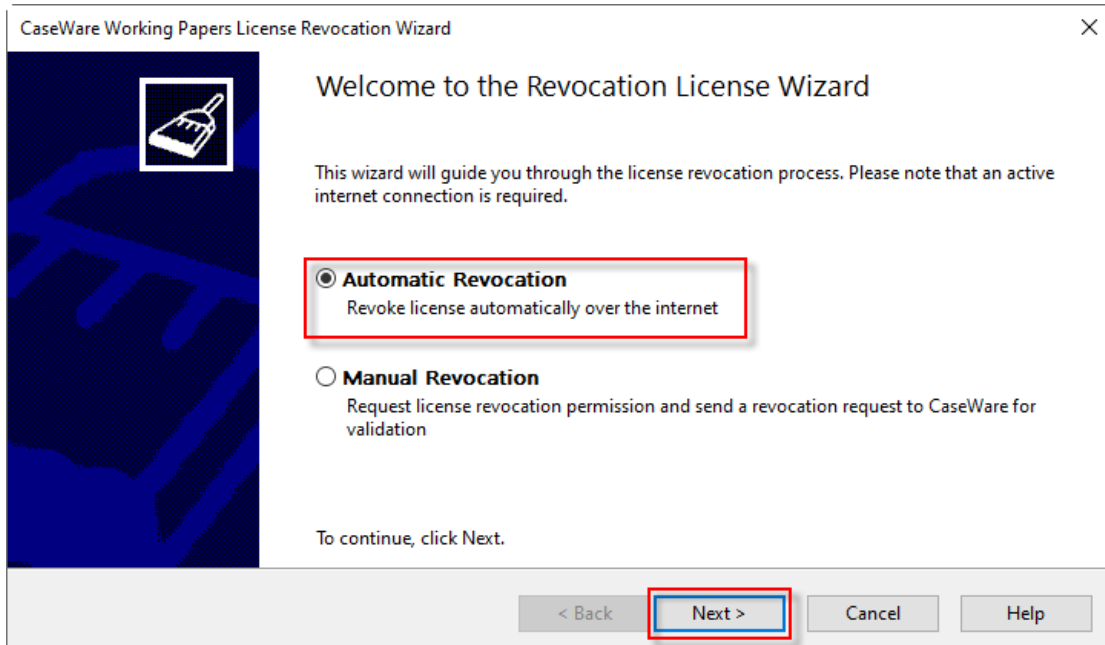 CaseWare Working Papers License Revocation Wizard
Welcome to the Revocation License Wizard
This wizard will guide you through the license revocation process. Please note that an active
internet connection is required.
Automatic Revocation
Revoke license automatically over the internet
Manual Revocation
Request license revocation permission and send a revocation request to CaseWare for
validation
To continue, click Next.
< Back Next > Cancel Help